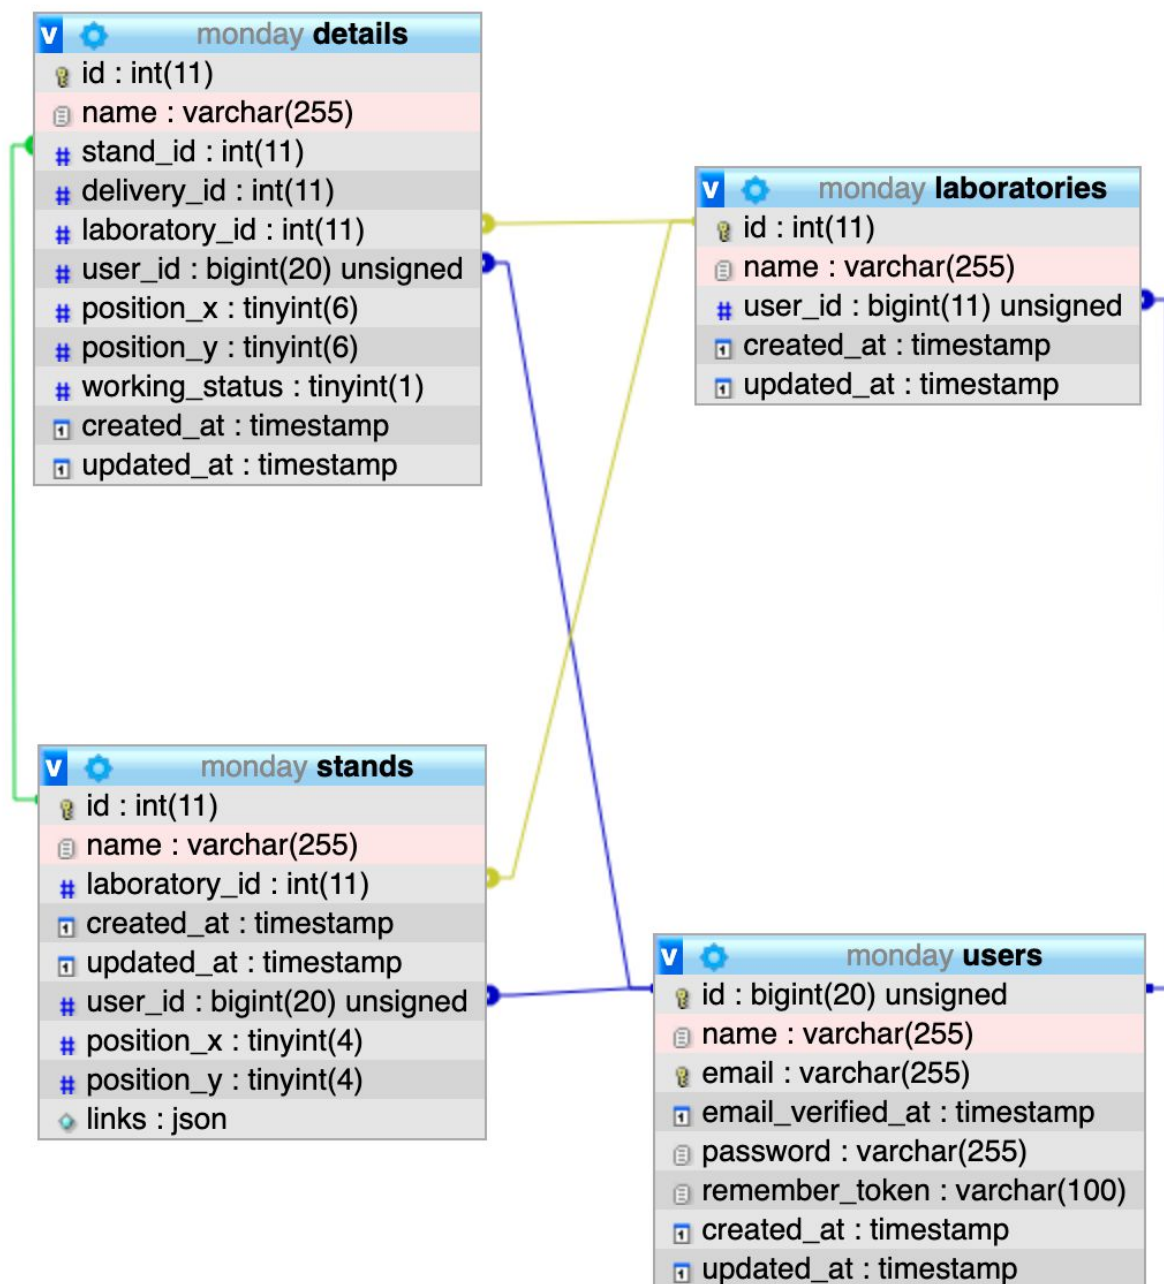 v monday details
id : int(11)
name : varchar(255)
# stand_id : int(11)
# delivery_id : int(11)
# laboratory_id : int(11)
# user_id : bigint(20) unsigned
# position_x : tinyint(6)
# position_y : tinyint(6)
# working_status : tinyint(1)
created_at : timestamp
updated_at : timestamp
v monday laboratories
id : int(11)
name : varchar(255)
# user_id : bigint(11) unsigned
created_at : timestamp
updated_at : timestamp
v monday stands
id : int(11)
name : varchar(255)
# laboratory_id : int(11)
created_at : timestamp
updated_at : timestamp
# user_id : bigint(20) unsigned
# position_x : tinyint(4)
# position_y : tinyint(4)
links : json
v monday users
id : bigint(20) unsigned
name : varchar(255)
email : varchar(255)
email_verified_at : timestamp
password : varchar(255)
remember_token : varchar(100)
created_at : timestamp
updated_at : timestamp